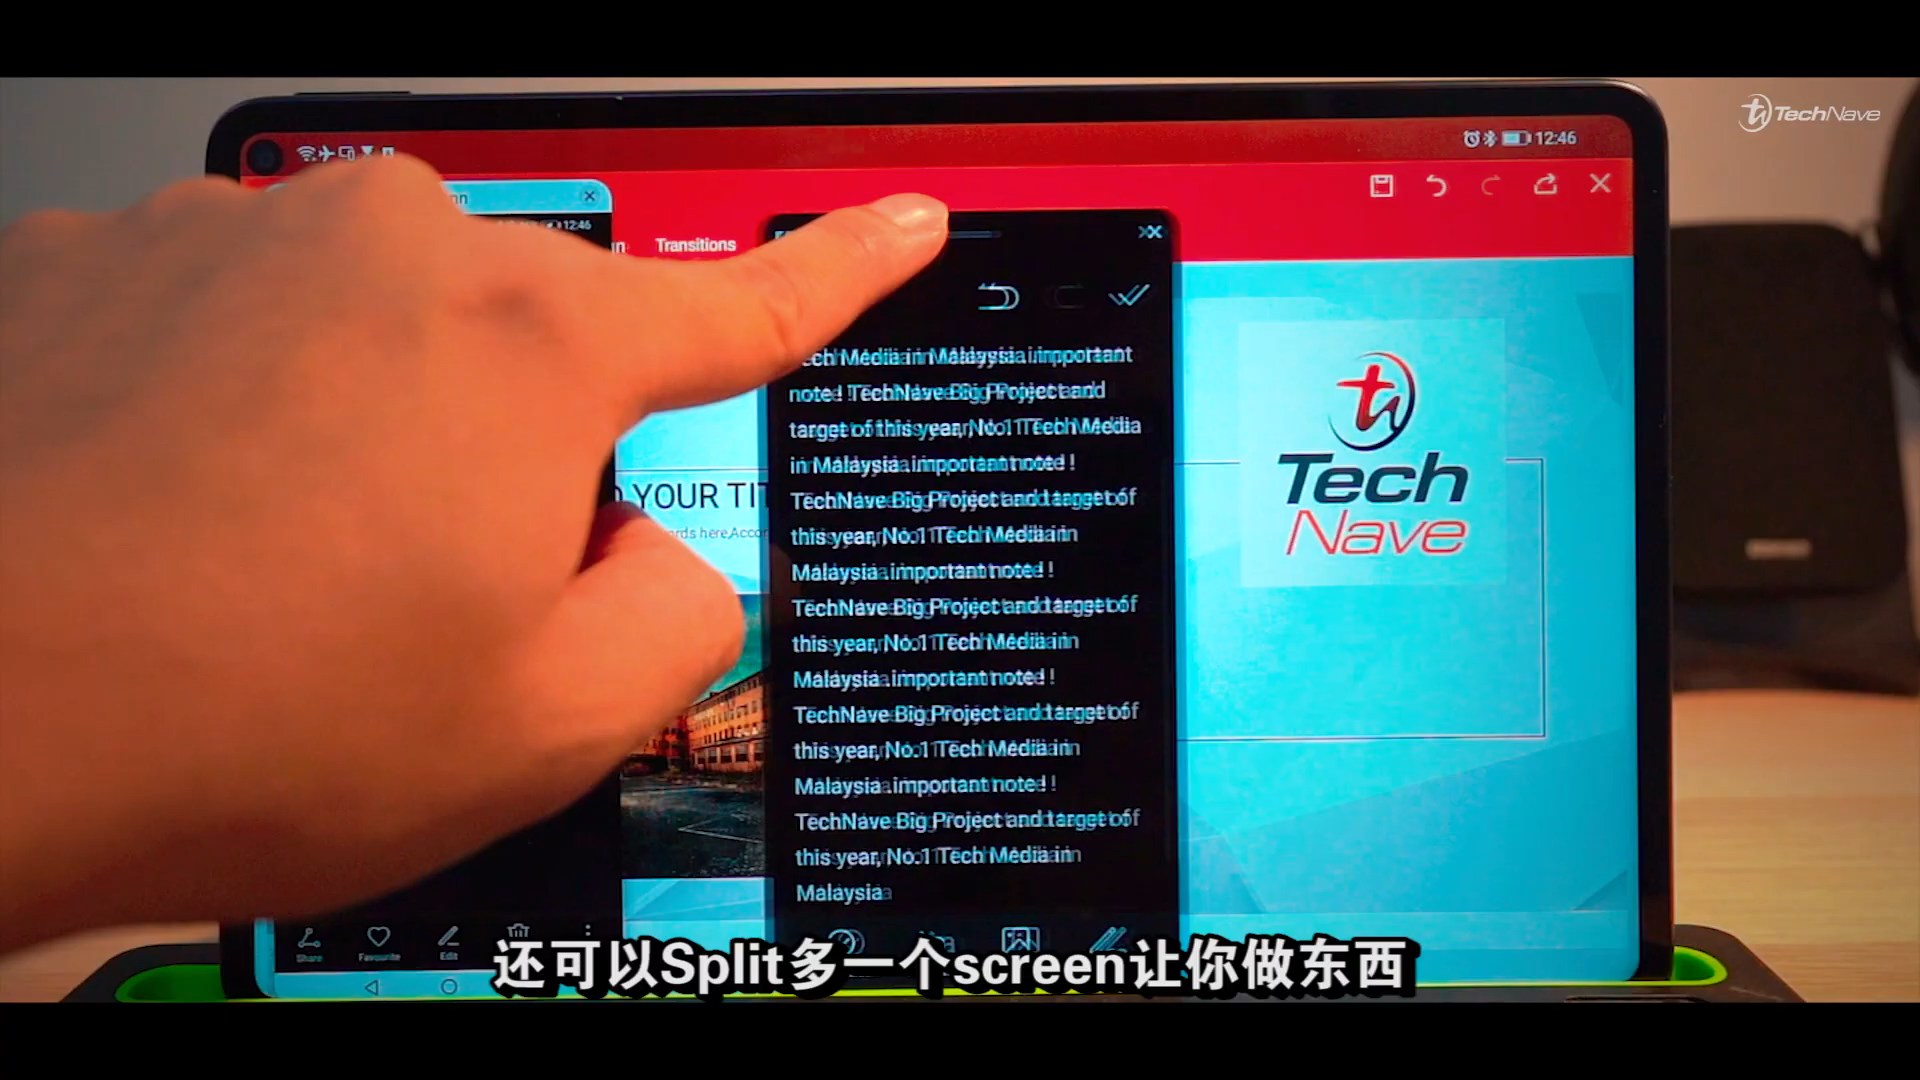 TechNave
12:46
12:46
Transitions
Tech Media in Malaysia important
note ! TechNave Big Project and
target of this year, No.1 Tech Media
in Malaysia important note !
TechNave Big Project and target of
this year, No.1 Tech Media in
Malaysia important note !
TechNave Big Project and target of
this year, No.1 Tech Media in
Malaysia important note !
TechNave Big Project and target of
this year, No.1 Tech Media in
Malaysia important note !
TechNave Big Project and target of
this year, No.1 Tech Media in
Malaysia
YOUR TIT
Tech
Nave
Share
Favourite
Edit
还可以Split多一个screen让你做东西